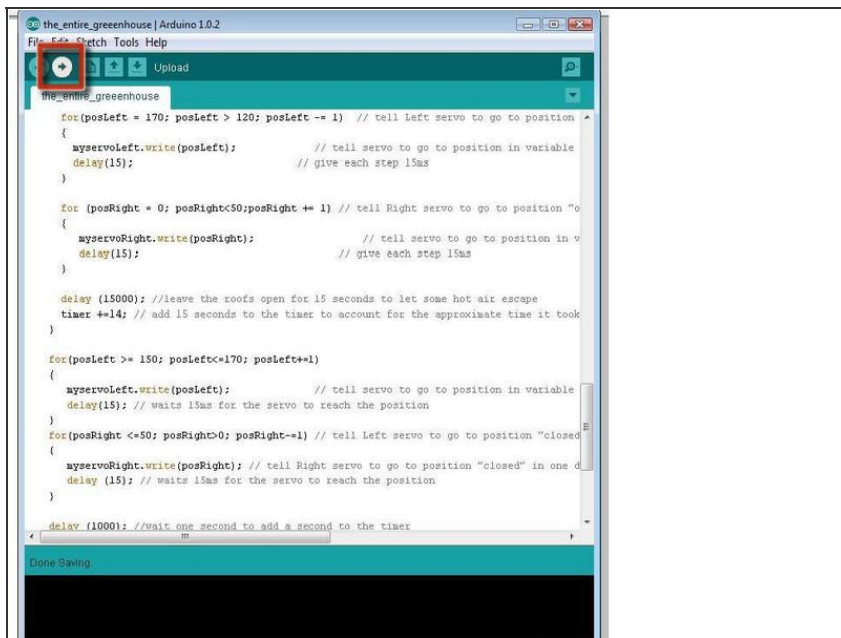 the_entire_greeenhouse | Arduino 1.0.2
File Edit Sketch Tools Help
Upload
the_entire_greeenhouse
for(posLeft = 170; posLeft > 120; posLeft -= 1) // tell Left servo to go to position
{
myservoLeft.write(posLeft); // tell servo to go to position in variable
delay(15); // give each step 15ms
}
for (posRight = 0; posRight<50;posRight += 1) // tell Right servo to go to position "o
{
myservoRight.write(posRight); // tell servo to go to position in v
delay(15); // give each step 15ms
}
delay (15000); //leave the roofs open for 15 seconds to let some hot air escape
timer +=14; // add 15 seconds to the timer to account for the approximate time it took
}
for(posLeft >= 150; posLeft<=170; posLeft+=1)
{
myservoLeft.write(posLeft); // tell servo to go to position in variable
delay(15); // waits 15ms for the servo to reach the position
}
for(posRight <=50; posRight>0; posRight-=1) // tell Left servo to go to position "closed
{
myservoRight.write(posRight); // tell Right servo to go to position "closed" in one d
delay (15); // waits 15ms for the servo to reach the position
}
delay (1000); //wait one second to add a second to the timer
Done Saving.